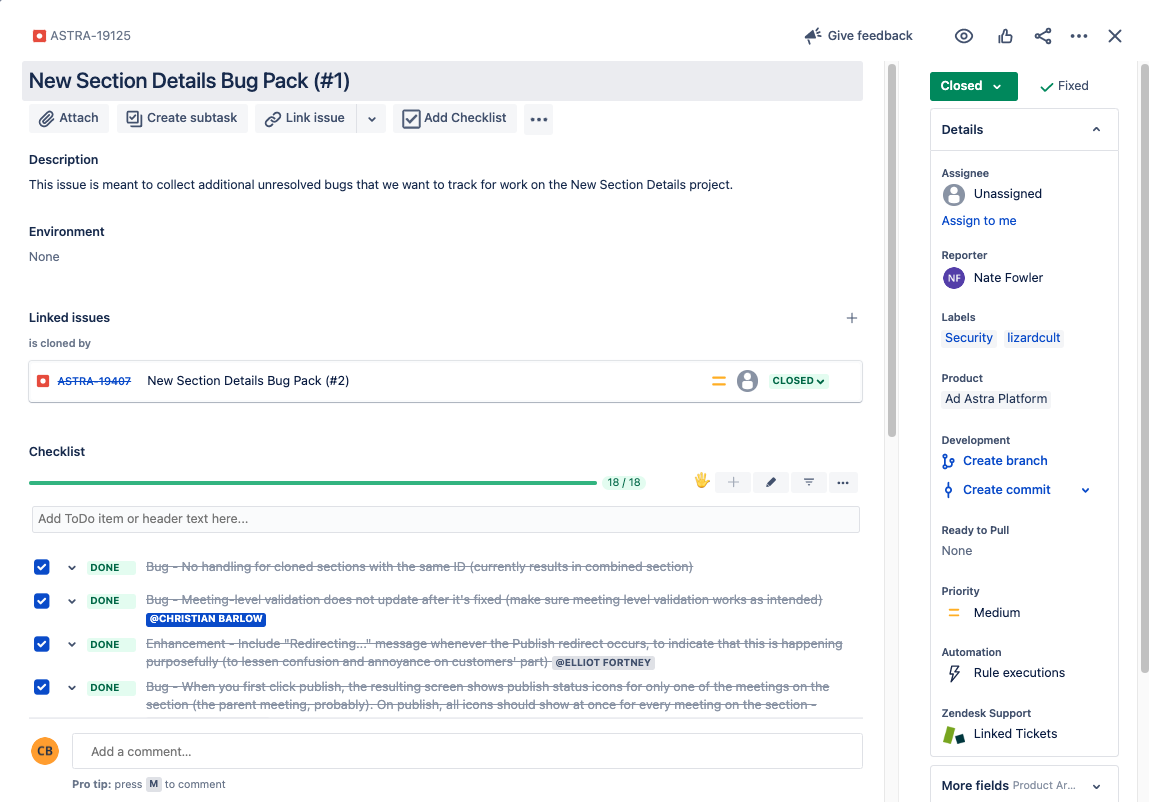 ASTRA-19125
Give feedback
New Section Details Bug Pack (#1)
Attach
Create subtask
Link issue
Add Checklist
Description
This issue is meant to collect additional unresolved bugs that we want to track for work on the New Section Details project.
Environment
None
Linked issues
is cloned by
ASTRA-19407 New Section Details Bug Pack (#2)
CLOSED
Checklist
18 / 18
Add ToDo item or header text here...
DONE Bug - No handling for cloned sections with the same ID (currently results in combined section)
DONE Bug - Meeting-level validation does not update after it's fixed (make sure meeting level validation works as intended)
@CHRISTIAN BARLOW
DONE Enhancement - Include "Redirecting..." message whenever the Publish redirect occurs, to indicate that this is happening
purposefully (to lessen confusion and annoyance on customers' part) @ELLIOT FORTNEY
DONE Bug - When you first click publish, the resulting screen shows publish status icons for only one of the meetings on the
section (the parent meeting, probably). On publish, all icons should show at once for every meeting on the section -
CB
Add a comment...
Pro tip: press M to comment
Closed
Fixed
Details
Assignee
Unassigned
Assign to me
Reporter
NF Nate Fowler
Labels
Security lizardcult
Product
Ad Astra Platform
Development
Create branch
Create commit
Ready to Pull
None
Priority
Medium
Automation
Rule executions
Zendesk Support
Linked Tickets
More fields Product Ar...